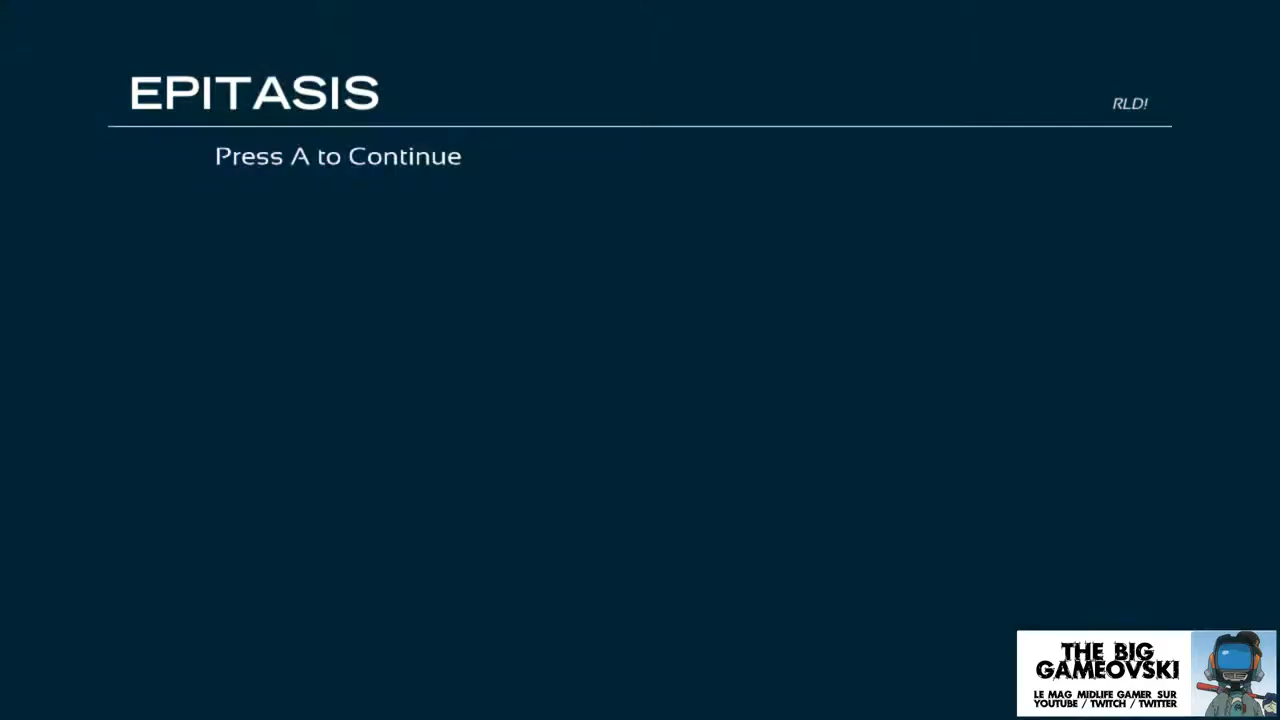 EPITASIS
RLD!
Press A to Continue
THE BIG
GAMEOVSKI
LE MAG MIDLIFE GAMER SUR
YOUTUBE / TWITCH / TWITTER